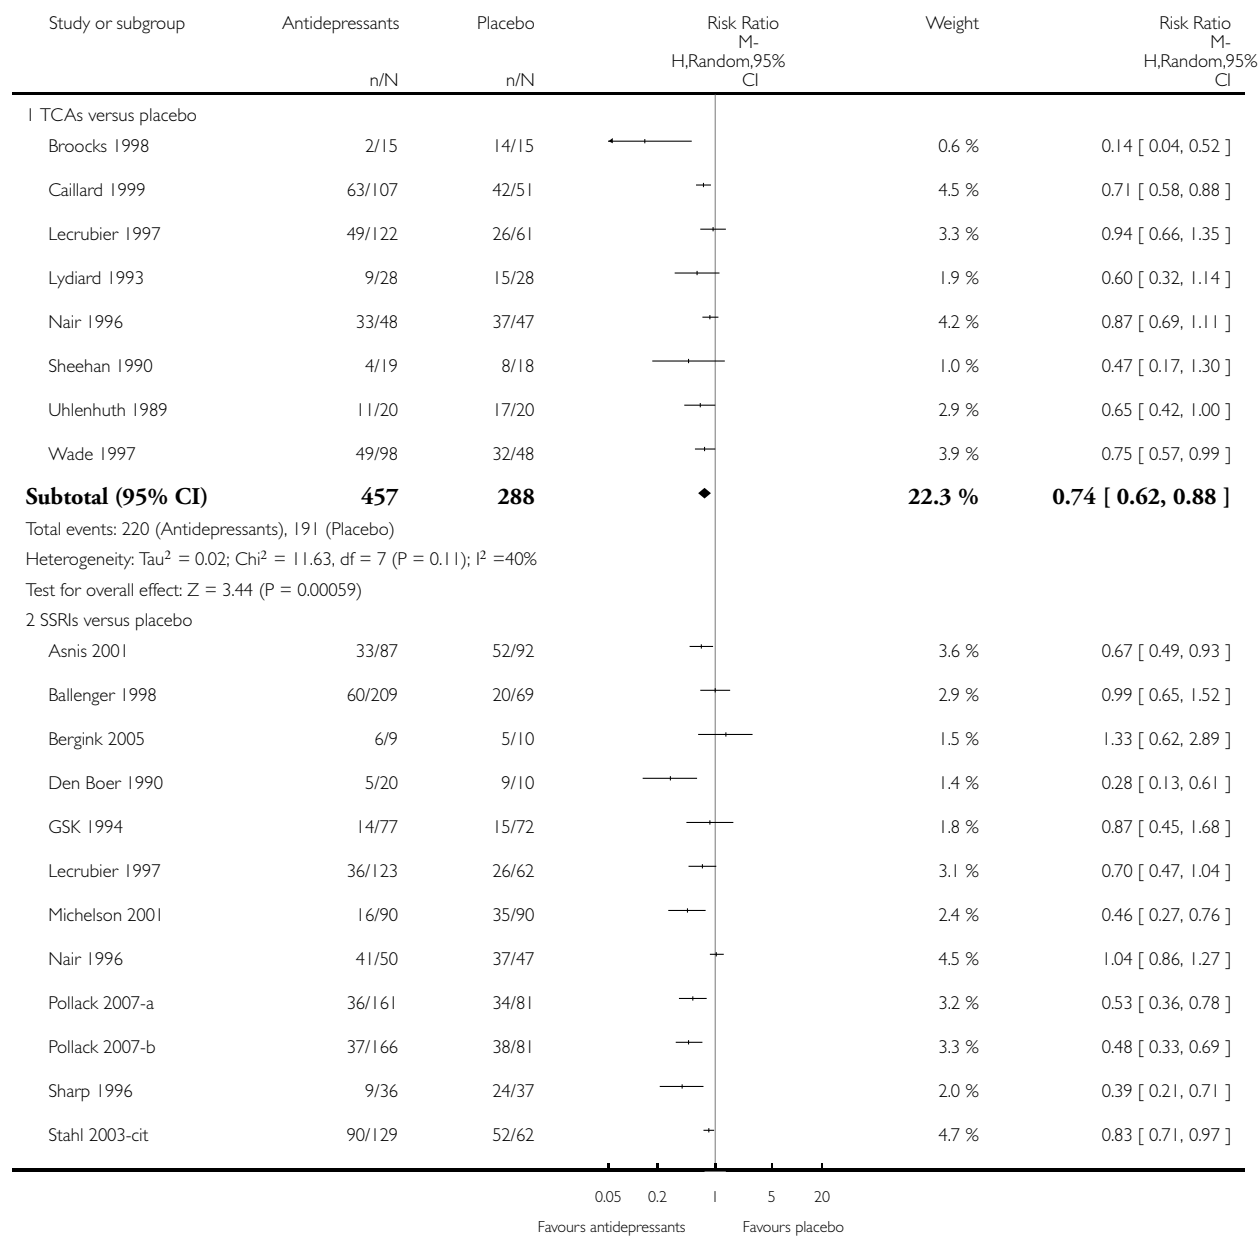 Study or subgroup Antidepressants Placebo Risk Ratio Weight Risk Ratio
M- M-
H,Random,95% H,Random,95%
n/N n/N CI CI
1 TCAs versus placebo
Broocks 1998 2/15 14/15 0.6 % 0.14 [ 0.04, 0.52 ]
Caillard 1999 63/107 42/51 4.5 % 0.71 [ 0.58, 0.88 ]
Lecrubier 1997 49/122 26/61 3.3 % 0.94 [ 0.66, 1.35 ]
Lydiard 1993 9/28 15/28 1.9 % 0.60 [ 0.32, 1.14 ]
Nair 1996 33/48 37/47 4.2 % 0.87 [ 0.69, 1.11 ]
Sheehan 1990 4/19 8/18 1.0 % 0.47 [ 0.17, 1.30 ]
Uhlenhuth 1989 11/20 17/20 2.9 % 0.65 [ 0.42, 1.00 ]
Wade 1997 49/98 32/48 3.9 % 0.75 [ 0.57, 0.99 ]
Subtotal (95% CI) 457 288 22.3 % 0.74 [ 0.62, 0.88 ]
Total events: 220 (Antidepressants), 191 (Placebo)
Heterogeneity: Tau² = 0.02; Chi² = 11.63, df = 7 (P = 0.11); I² =40%
Test for overall effect: Z = 3.44 (P = 0.00059)
2 SSRIs versus placebo
Asnis 2001 33/87 52/92 3.6 % 0.67 [ 0.49, 0.93 ]
Ballenger 1998 60/209 20/69 2.9 % 0.99 [ 0.65, 1.52 ]
Bergink 2005 6/9 5/10 1.5 % 1.33 [ 0.62, 2.89 ]
Den Boer 1990 5/20 9/10 1.4 % 0.28 [ 0.13, 0.61 ]
GSK 1994 14/77 15/72 1.8 % 0.87 [ 0.45, 1.68 ]
Lecrubier 1997 36/123 26/62 3.1 % 0.70 [ 0.47, 1.04 ]
Michelson 2001 16/90 35/90 2.4 % 0.46 [ 0.27, 0.76 ]
Nair 1996 41/50 37/47 4.5 % 1.04 [ 0.86, 1.27 ]
Pollack 2007-a 36/161 34/81 3.2 % 0.53 [ 0.36, 0.78 ]
Pollack 2007-b 37/166 38/81 3.3 % 0.48 [ 0.33, 0.69 ]
Sharp 1996 9/36 24/37 2.0 % 0.39 [ 0.21, 0.71 ]
Stahl 2003-cit 90/129 52/62 4.7 % 0.83 [ 0.71, 0.97 ]
0.05 0.2 1 5 20
Favours antidepressants Favours placebo